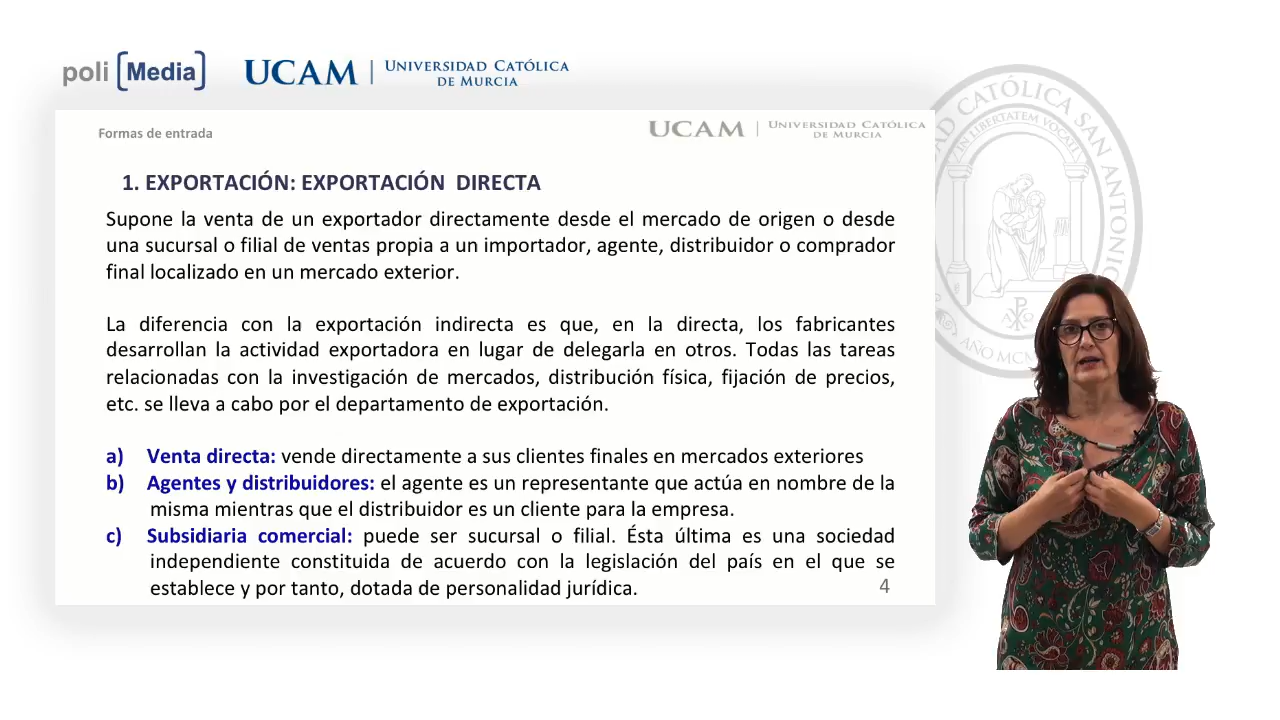 poli [Media]
UCAM | UNIVERSIDAD CATÓLICA
DE MURCIA
Formas de entrada
UCAM | UNIVERSIDAD CATÓLICA
DE MURCIA
CATÓLICA SAN ANTONIO
IN LIBERTATEM VOCATI
AÑO
1. EXPORTACIÓN: EXPORTACIÓN DIRECTA
Supone la venta de un exportador directamente desde el mercado de origen o desde
una sucursal o filial de ventas propia a un importador, agente, distribuidor o comprador
final localizado en un mercado exterior.
La diferencia con la exportación indirecta es que, en la directa, los fabricantes
desarrollan la actividad exportadora en lugar de delegarla en otros. Todas las tareas
relacionadas con la investigación de mercados, distribución física, fijación de precios,
etc. se lleva a cabo por el departamento de exportación.
a) Venta directa: vende directamente a sus clientes finales en mercados exteriores
b) Agentes y distribuidores: el agente es un representante que actúa en nombre de la
misma mientras que el distribuidor es un cliente para la empresa.
c) Subsidiaria comercial: puede ser sucursal o filial. Ésta última es una sociedad
independiente constituida de acuerdo con la legislación del país en el que se
establece y por tanto, dotada de personalidad jurídica.
4